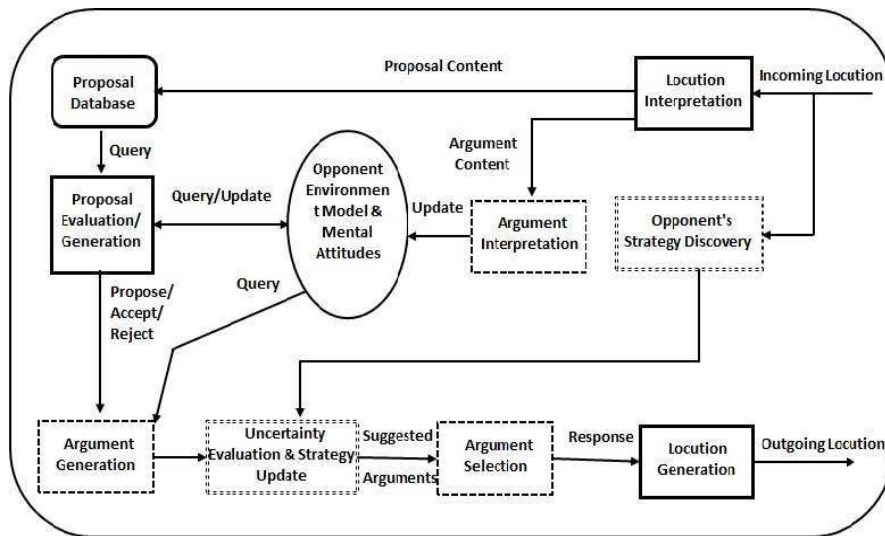 Proposal Content
Proposal
Database
Locution
Interpretation
Incoming Locution
Query
Argument
Content
Proposal
Evaluation/
Generation
Query/Update
Opponent
Environmen
t Model &
Mental
Attitudes
Update
Argument
Interpretation
Opponent's
Strategy Discovery
Propose/
Accept/
Reject
Query
Argument
Generation
Uncertainty
Evaluation & Strategy
Update
Suggested
Arguments
Argument
Selection
Response
Locution
Generation
Outgoing Locution